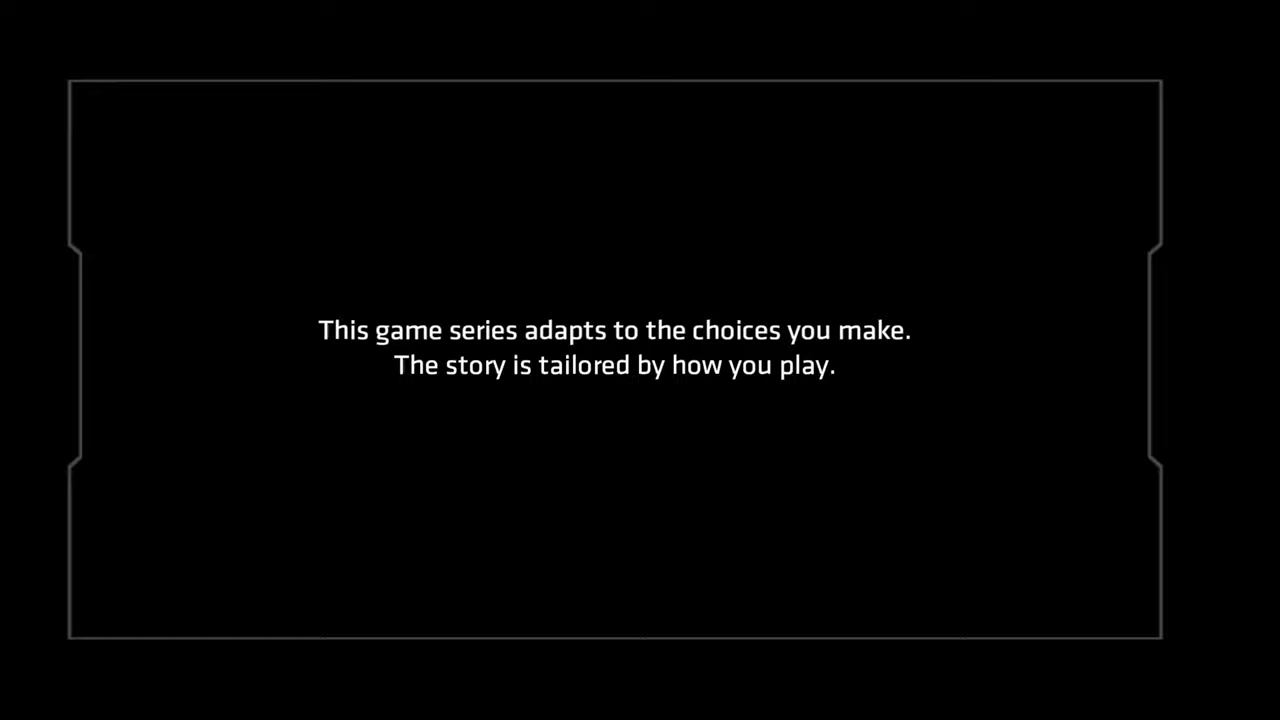 This game series adapts to the choices you make.
The story is tailored by how you play.